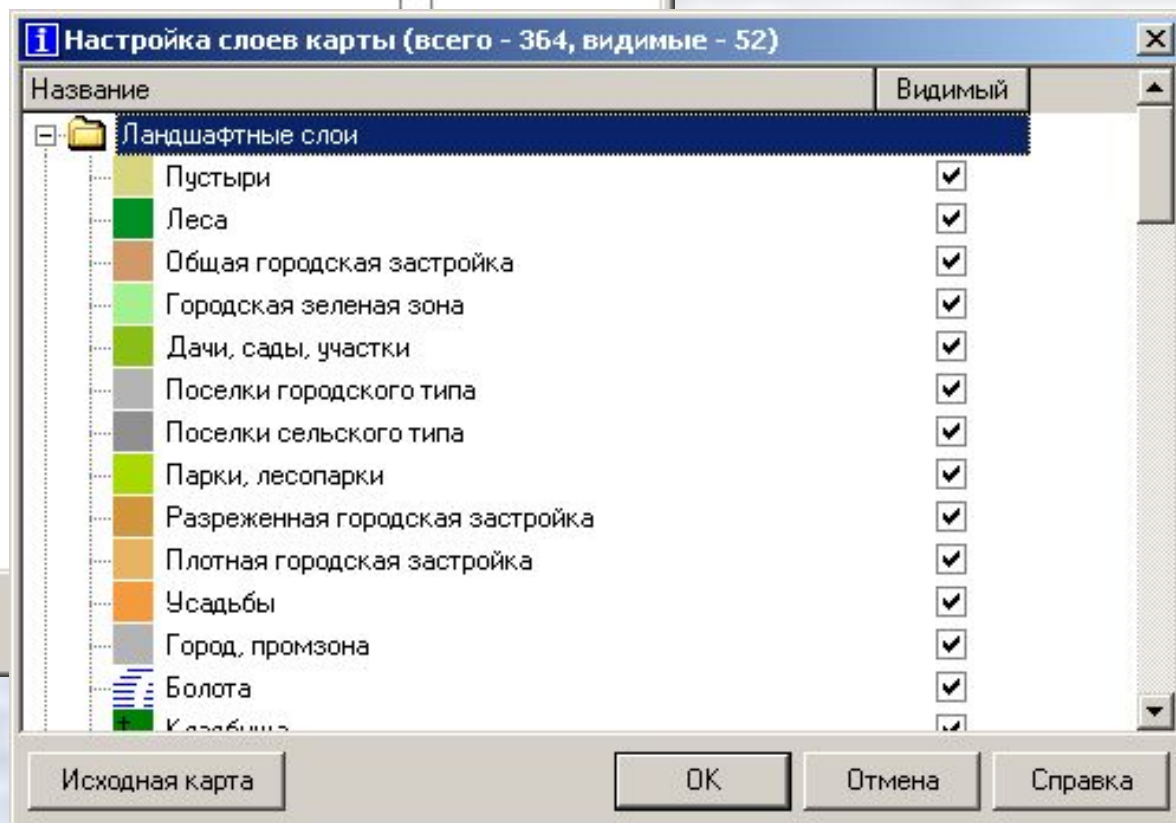 Настройка слоев карты (всего - 364, видимые - 52)
Название Видимый
Ландшафтные слои
Пустыри
Леса
Общая городская застройка
Городская зеленая зона
Дачи, сады, участки
Поселки городского типа
Поселки сельского типа
Парки, лесопарки
Разреженная городская застройка
Плотная городская застройка
Усадьбы
Город, промзона
Болота
Исходная карта OK Отмена Справка